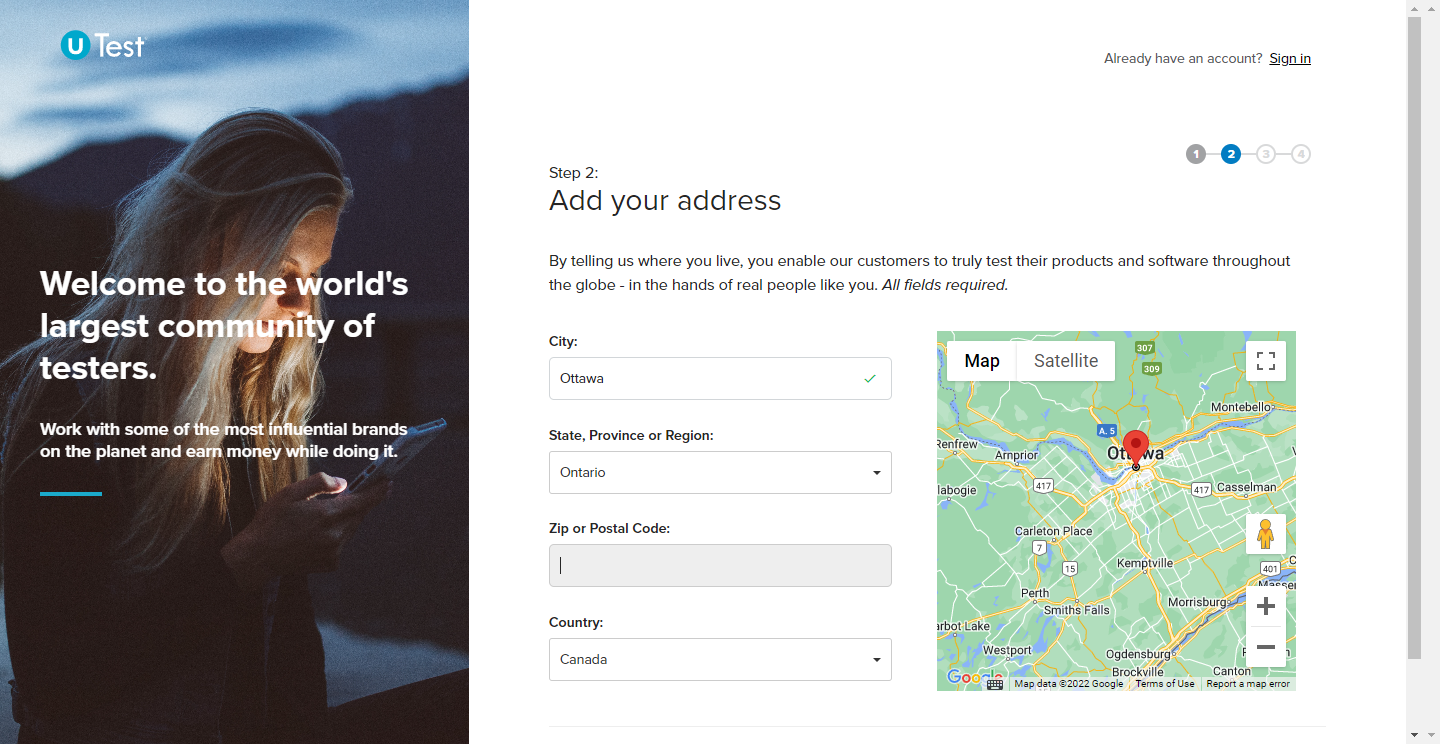 U Test
Already have an account? Sign in
1 2 3 4
Step 2:
Add your address
Welcome to the world's
largest community of
testers.
Work with some of the most influential brands
on the planet and earn money while doing it.
By telling us where you live, you enable our customers to truly test their products and software throughout
the globe - in the hands of real people like you. All fields required.
City:
Ottawa
State, Province or Region:
Ontario
Zip or Postal Code:
Country:
Canada
Map Satellite
307
309
Montebello
A. 5
Renfrew
Arnprior
Ottawa
417
417
Casselman
labogie
Carleton Place
7
15
Kemptville
401
Perth
Smiths Falls
Morrisburg
arbot Lake
Westport
Ogdensburg
Brockville
Canton
Google
Map data ©2022 Google
Terms of Use
Report a map error